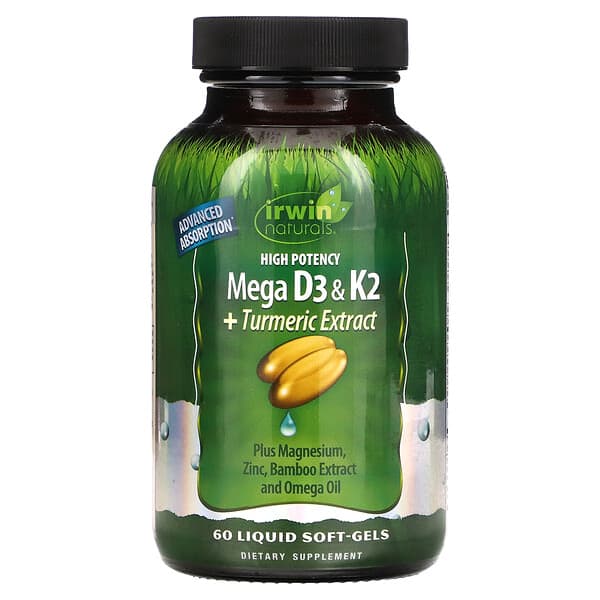 ADVANCED
ABSORPTION*
irwin
naturals®
HIGH POTENCY
Mega D3 & K2
+ Turmeric Extract
Plus Magnesium,
Zinc, Bamboo Extract
and Omega Oil
60 LIQUID SOFT-GELS
DIETARY SUPPLEMENT